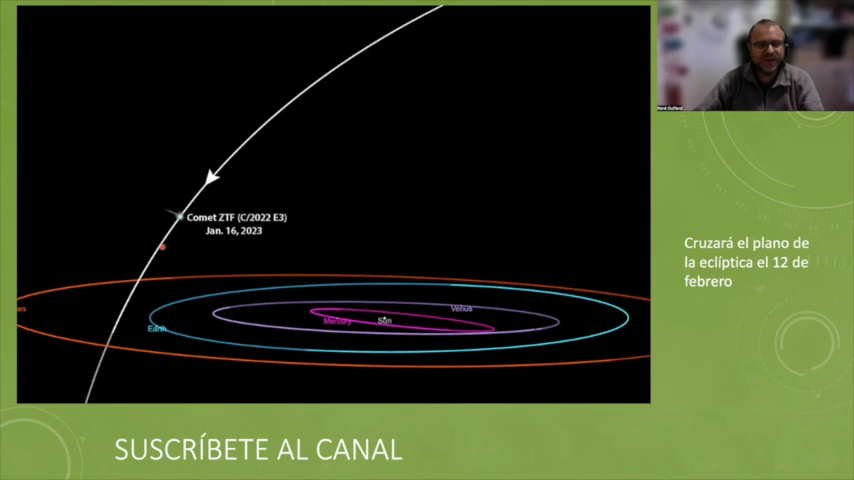 Comet ZTF (C/2022 E3)
Jan. 16, 2023
ars
Earth
Mercury
Sun
Venus
Cruzará el plano de
la eclíptica el 12 de
febrero
SUSCRÍBETE AL CANAL